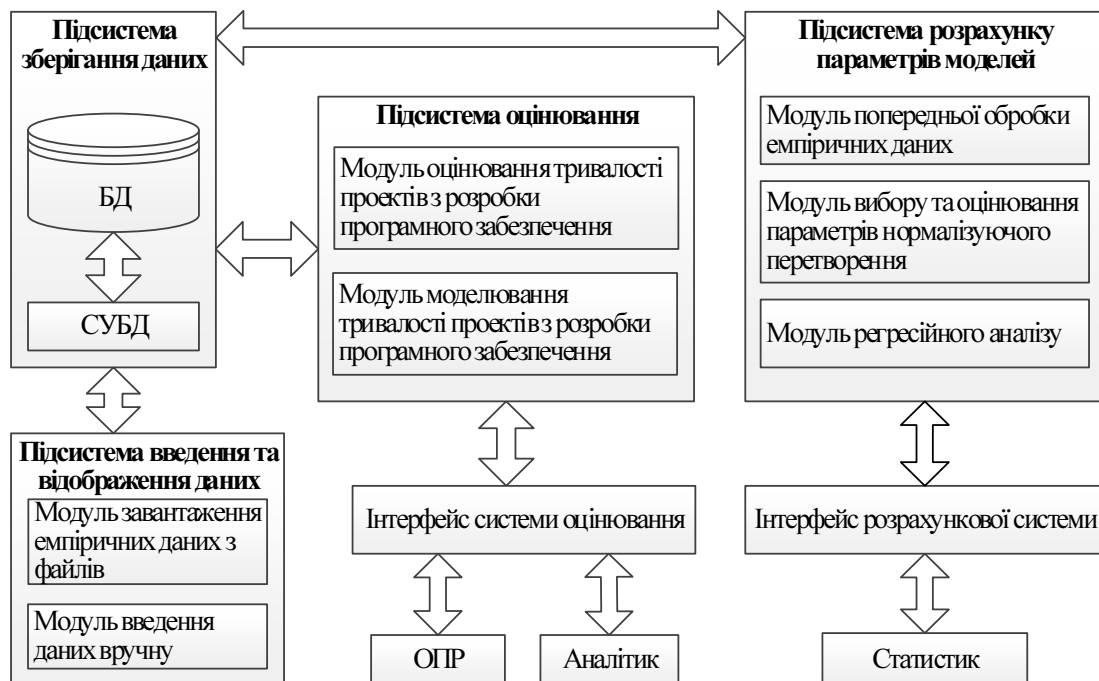 Підсистема
зберігання даних
БД
СУБД
Підсистема оцінювання
Модуль оцінювання тривалості
проектів з розробки
програмного забезпечення
Модуль моделювання
тривалості проектів з розробки
програмного забезпечення
Підсистема розрахунку
параметрів моделей
Модуль попередньої обробки
емпіричних даних
Модуль вибору та оцінювання
параметрів нормалізуючого
перетворення
Модуль регресійного аналізу
Підсистема введення та
відображення даних
Модуль завантаження
емпіричних даних з
файлів
Модуль введення
даних вручну
Інтерфейс системи оцінювання
Інтерфейс розрахункової системи
ОПР
Аналітик
Статистик